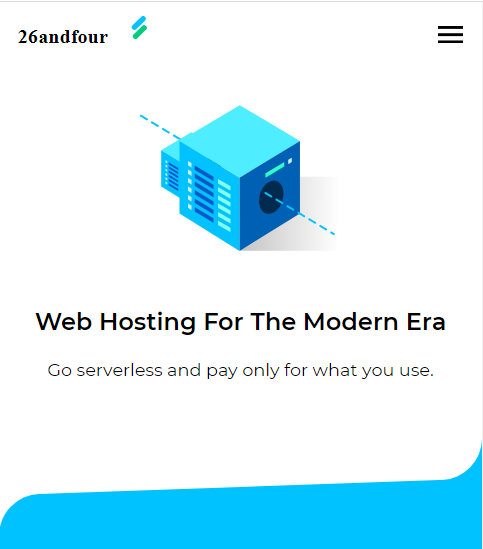 26andfour
Web Hosting For The Modern Era
Go serverless and pay only for what you use.